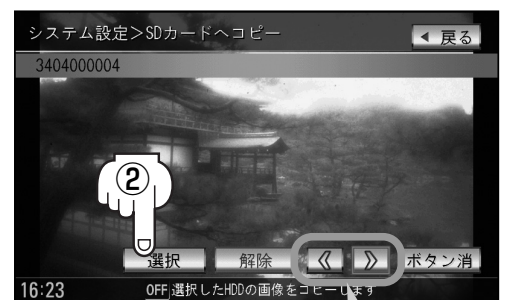 システム設定＞SDカードへコピー
◀ 戻る
3404000004
②
選択 解除 《 》 ボタン消
16:23 OFF 選択したHDDの画像をコピーします